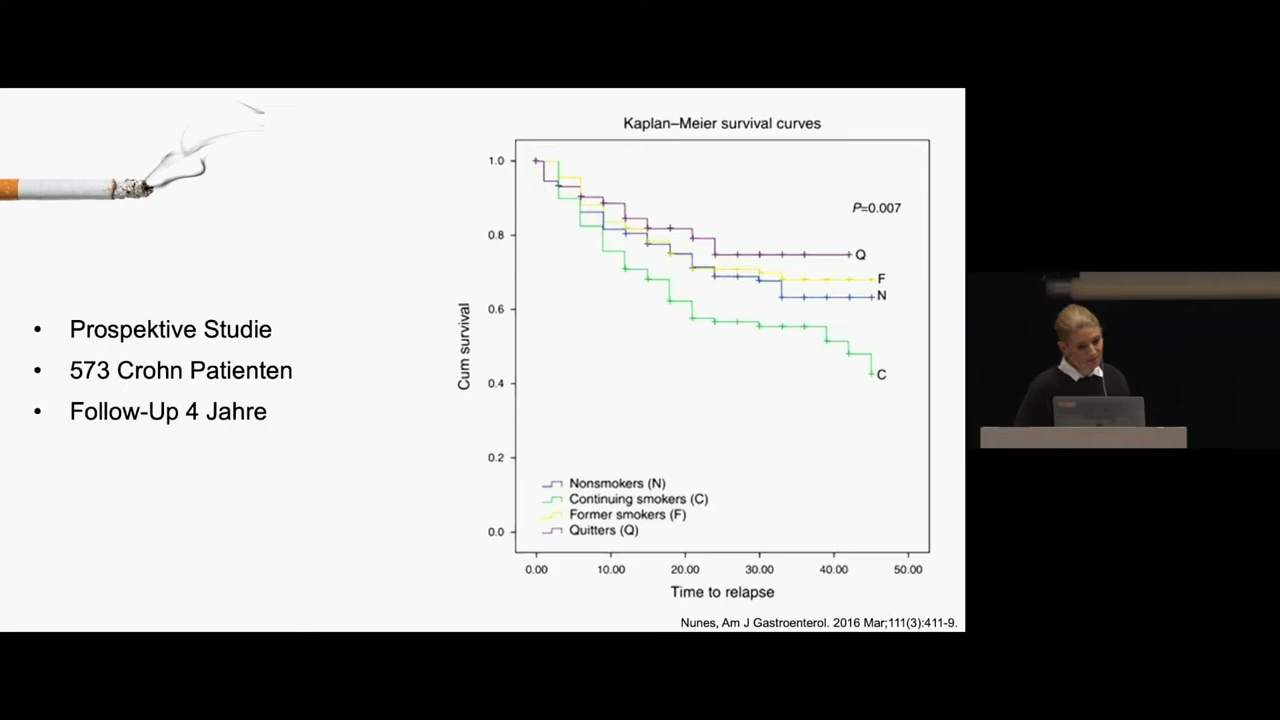 Prospektive Studie
573 Crohn Patienten
Follow-Up 4 Jahre
Kaplan–Meier survival curves
P=0.007
1.0
0.8
0.6
0.4
0.2
0.0
Cum survival
Q
F
N
C
Nonsmokers (N)
Continuing smokers (C)
Former smokers (F)
Quitters (Q)
0.00 10.00 20.00 30.00 40.00 50.00
Time to relapse
Nunes, Am J Gastroenterol. 2016 Mar;111(3):411-9.